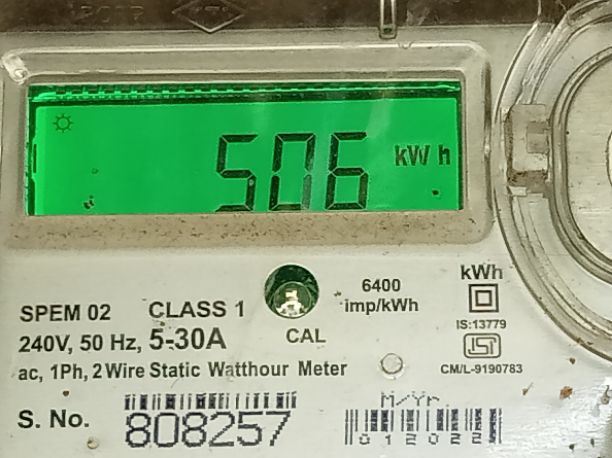 506 kW h
6400
imp/kWh
kWh
IS:13779
CM/L-9190783
SPEM 02 CLASS 1
240V, 50 Hz, 5-30A
CAL
ac, 1Ph, 2 Wire Static Watthour Meter
S. No. 808257
M/Yr
012022